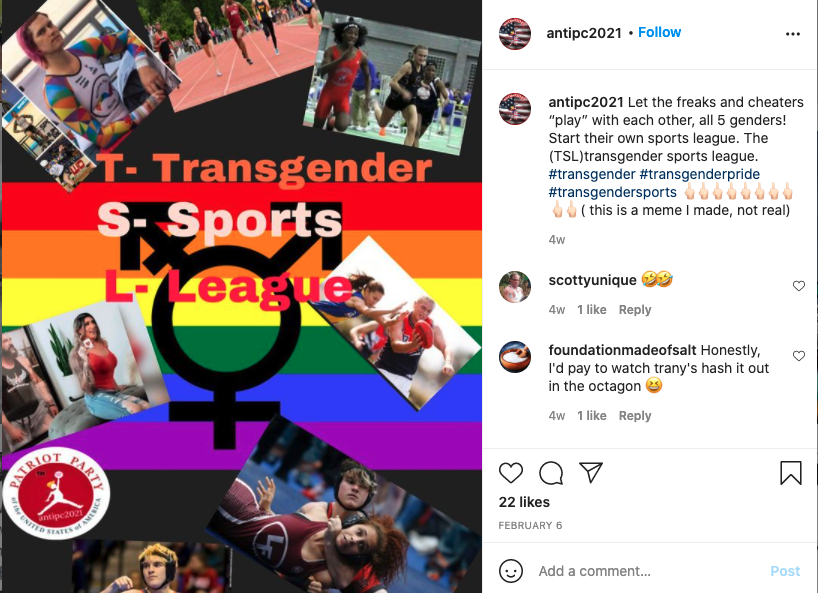 T- Transgender
S- Sports
L- League
PATRIOT PARTY
antipc2021
of the UNITED STATES of AMERICA
LF
antipc2021 • Follow
antipc2021 Let the freaks and cheaters
“play” with each other, all 5 genders!
Start their own sports league. The
(TSL)transgender sports league.
#transgender #transgenderpride
#transgendersports 👆🏻👆🏻👆🏻👆🏻👆🏻👆🏻👆🏻👆🏻
👆🏻👆🏻 ( this is a meme I made, not real)
4w
scottyunique 🤣🤣
4w 1 like Reply
foundationmadeofsalt Honestly,
I'd pay to watch trany's hash it out
in the octagon 😆
4w 1 like Reply
22 likes
FEBRUARY 6
Add a comment... Post